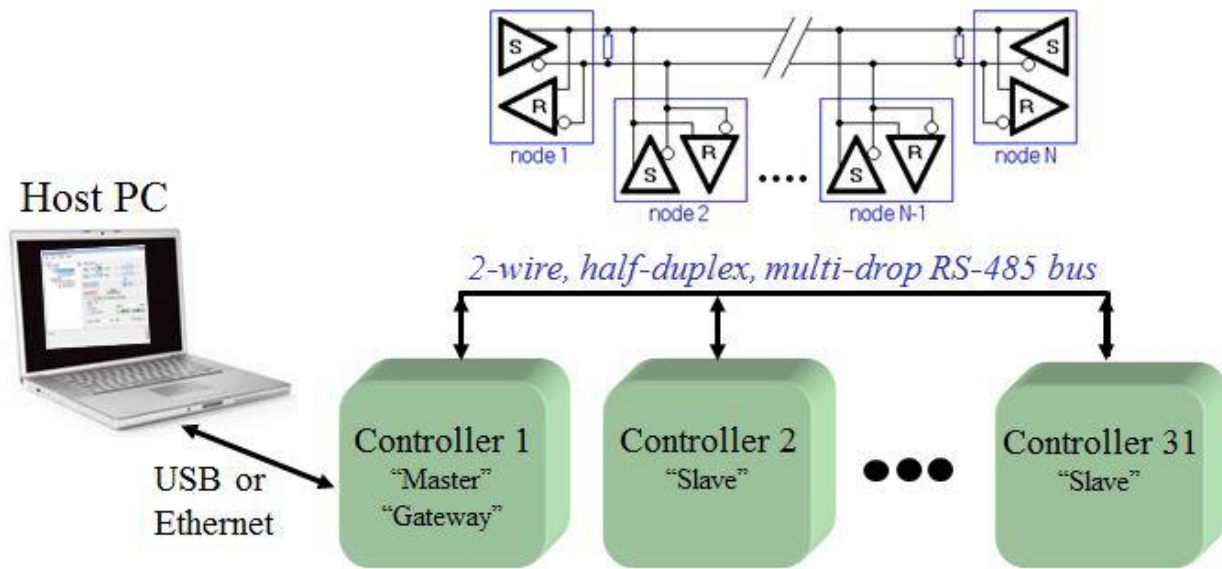 S
R
node 1
S
R
node 2
S
R
node N-1
S
R
node N
Host PC
2-wire, half-duplex, multi-drop RS-485 bus
USB or
Ethernet
Controller 1
“Master”
“Gateway”
Controller 2
“Slave”
Controller 31
“Slave”